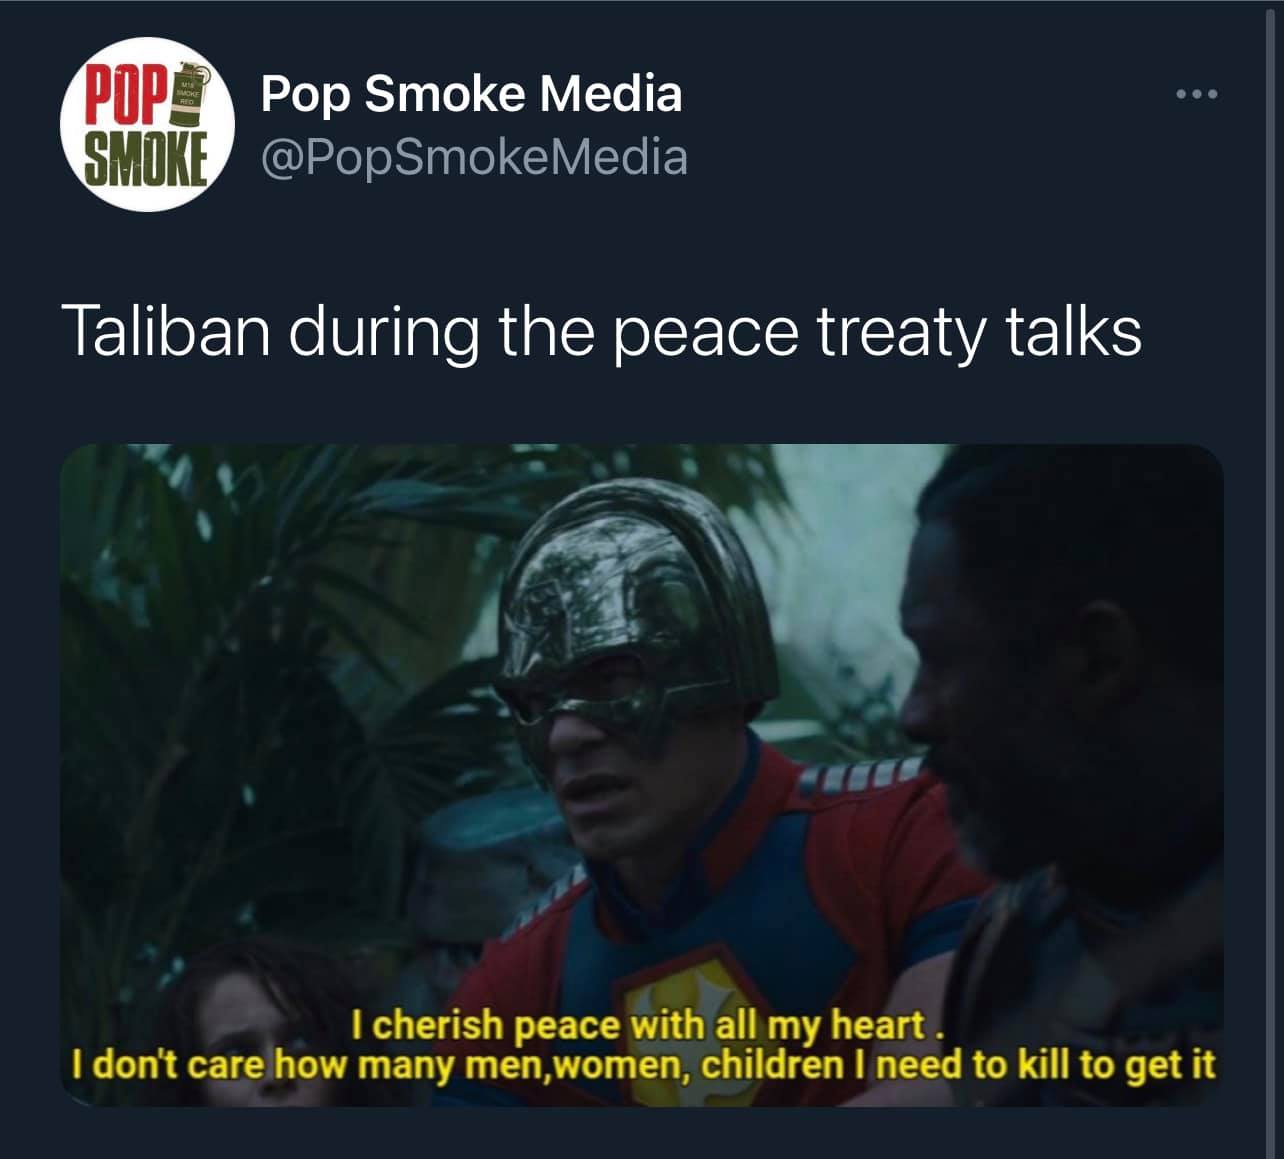 POP
M18
SMOKE
RED
SMOKE
Pop Smoke Media
@PopSmokeMedia
Taliban during the peace treaty talks
I cherish peace with all my heart .
I don't care how many men,women, children I need to kill to get it